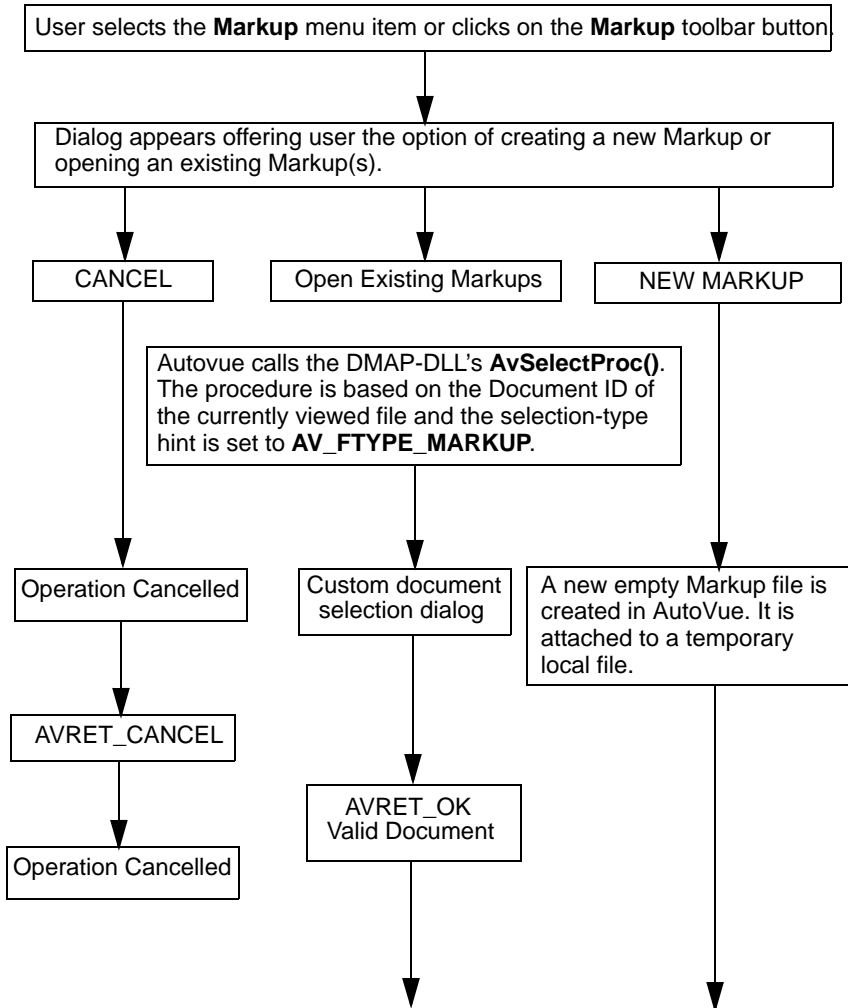 User selects the Markup menu item or clicks on the Markup toolbar button.
Dialog appears offering user the option of creating a new Markup or
opening an existing Markup(s).
CANCEL
Open Existing Markups
NEW MARKUP
Autovue calls the DMAP-DLL's AvSelectProc().
The procedure is based on the Document ID of
the currently viewed file and the selection-type
hint is set to AV_FTYPE_MARKUP.
Operation Cancelled
Custom document
selection dialog
A new empty Markup file is
created in AutoVue. It is
attached to a temporary
local file.
AVRET_CANCEL
AVRET_OK
Valid Document
Operation Cancelled